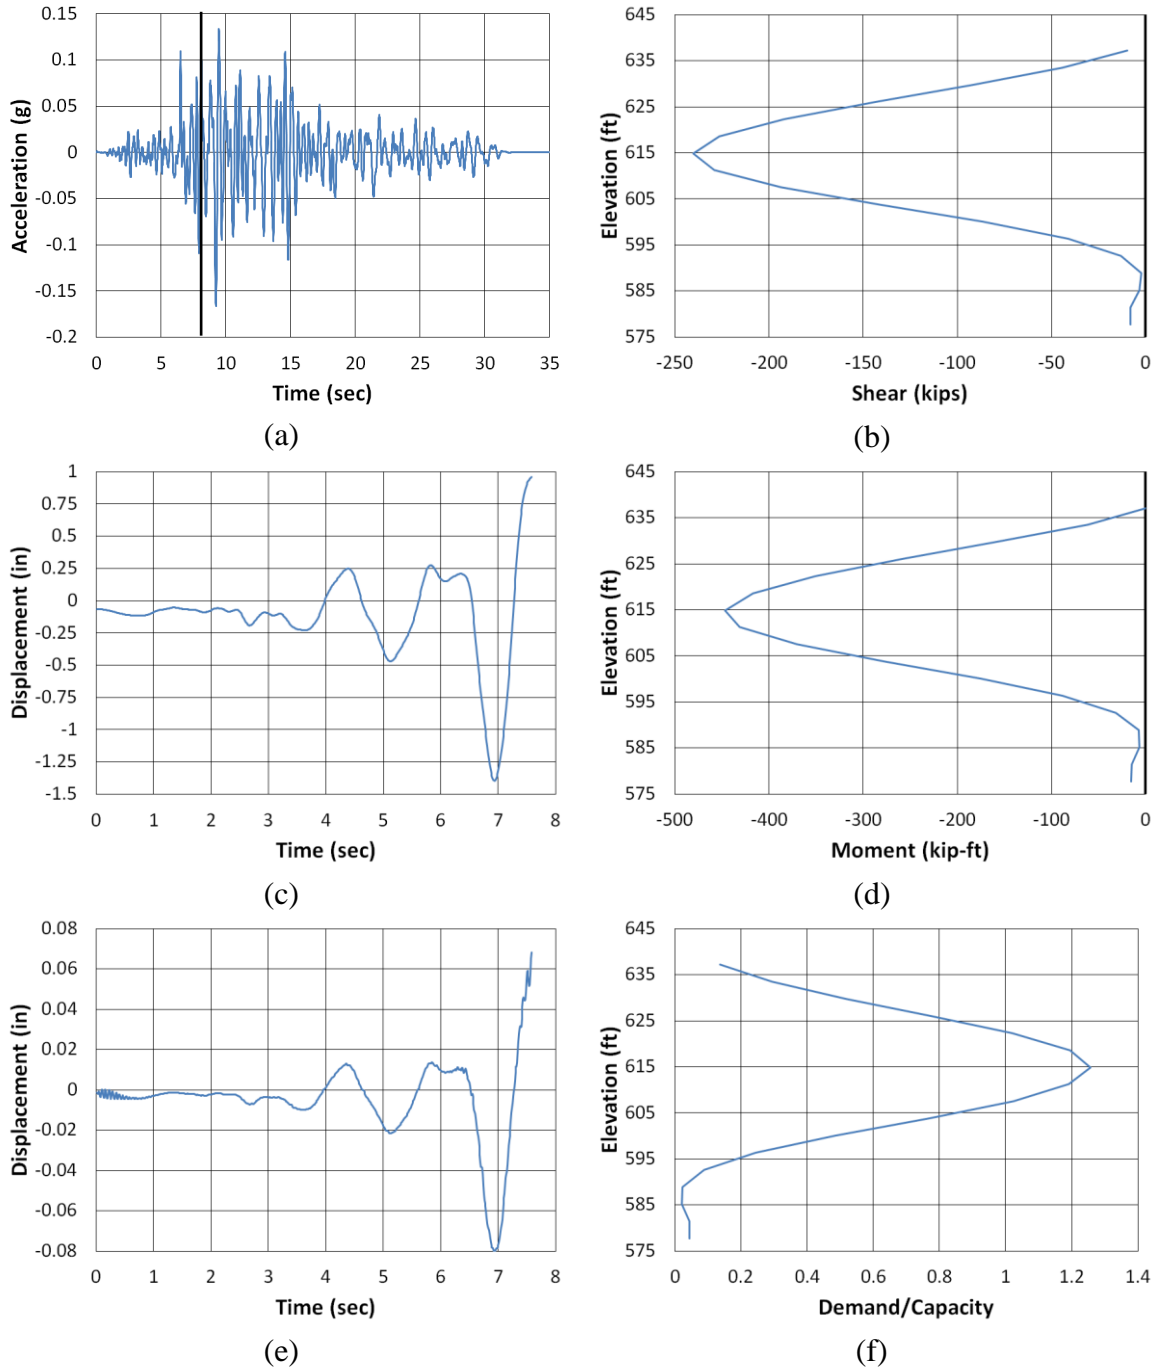 0.15
0.1
0.05
0
-0.05
-0.1
-0.15
-0.2
Acceleration (g)
0 5 10 15 20 25 30 35
Time (sec)
(a)
645
635
625
615
605
595
585
575
Elevation (ft)
-250 -200 -150 -100 -50 0
Shear (kips)
(b)
1
0.75
0.5
0.25
0
-0.25
-0.5
-0.75
-1
-1.25
-1.5
Displacement (in)
0 1 2 3 4 5 6 7 8
Time (sec)
(c)
645
635
625
615
605
595
585
575
Elevation (ft)
-500 -400 -300 -200 -100 0
Moment (kip-ft)
(d)
0.08
0.06
0.04
0.02
0
-0.02
-0.04
-0.06
-0.08
Displacement (in)
0 1 2 3 4 5 6 7 8
Time (sec)
(e)
645
635
625
615
605
595
585
575
Elevation (ft)
0 0.2 0.4 0.6 0.8 1 1.2 1.4
Demand/Capacity
(f)